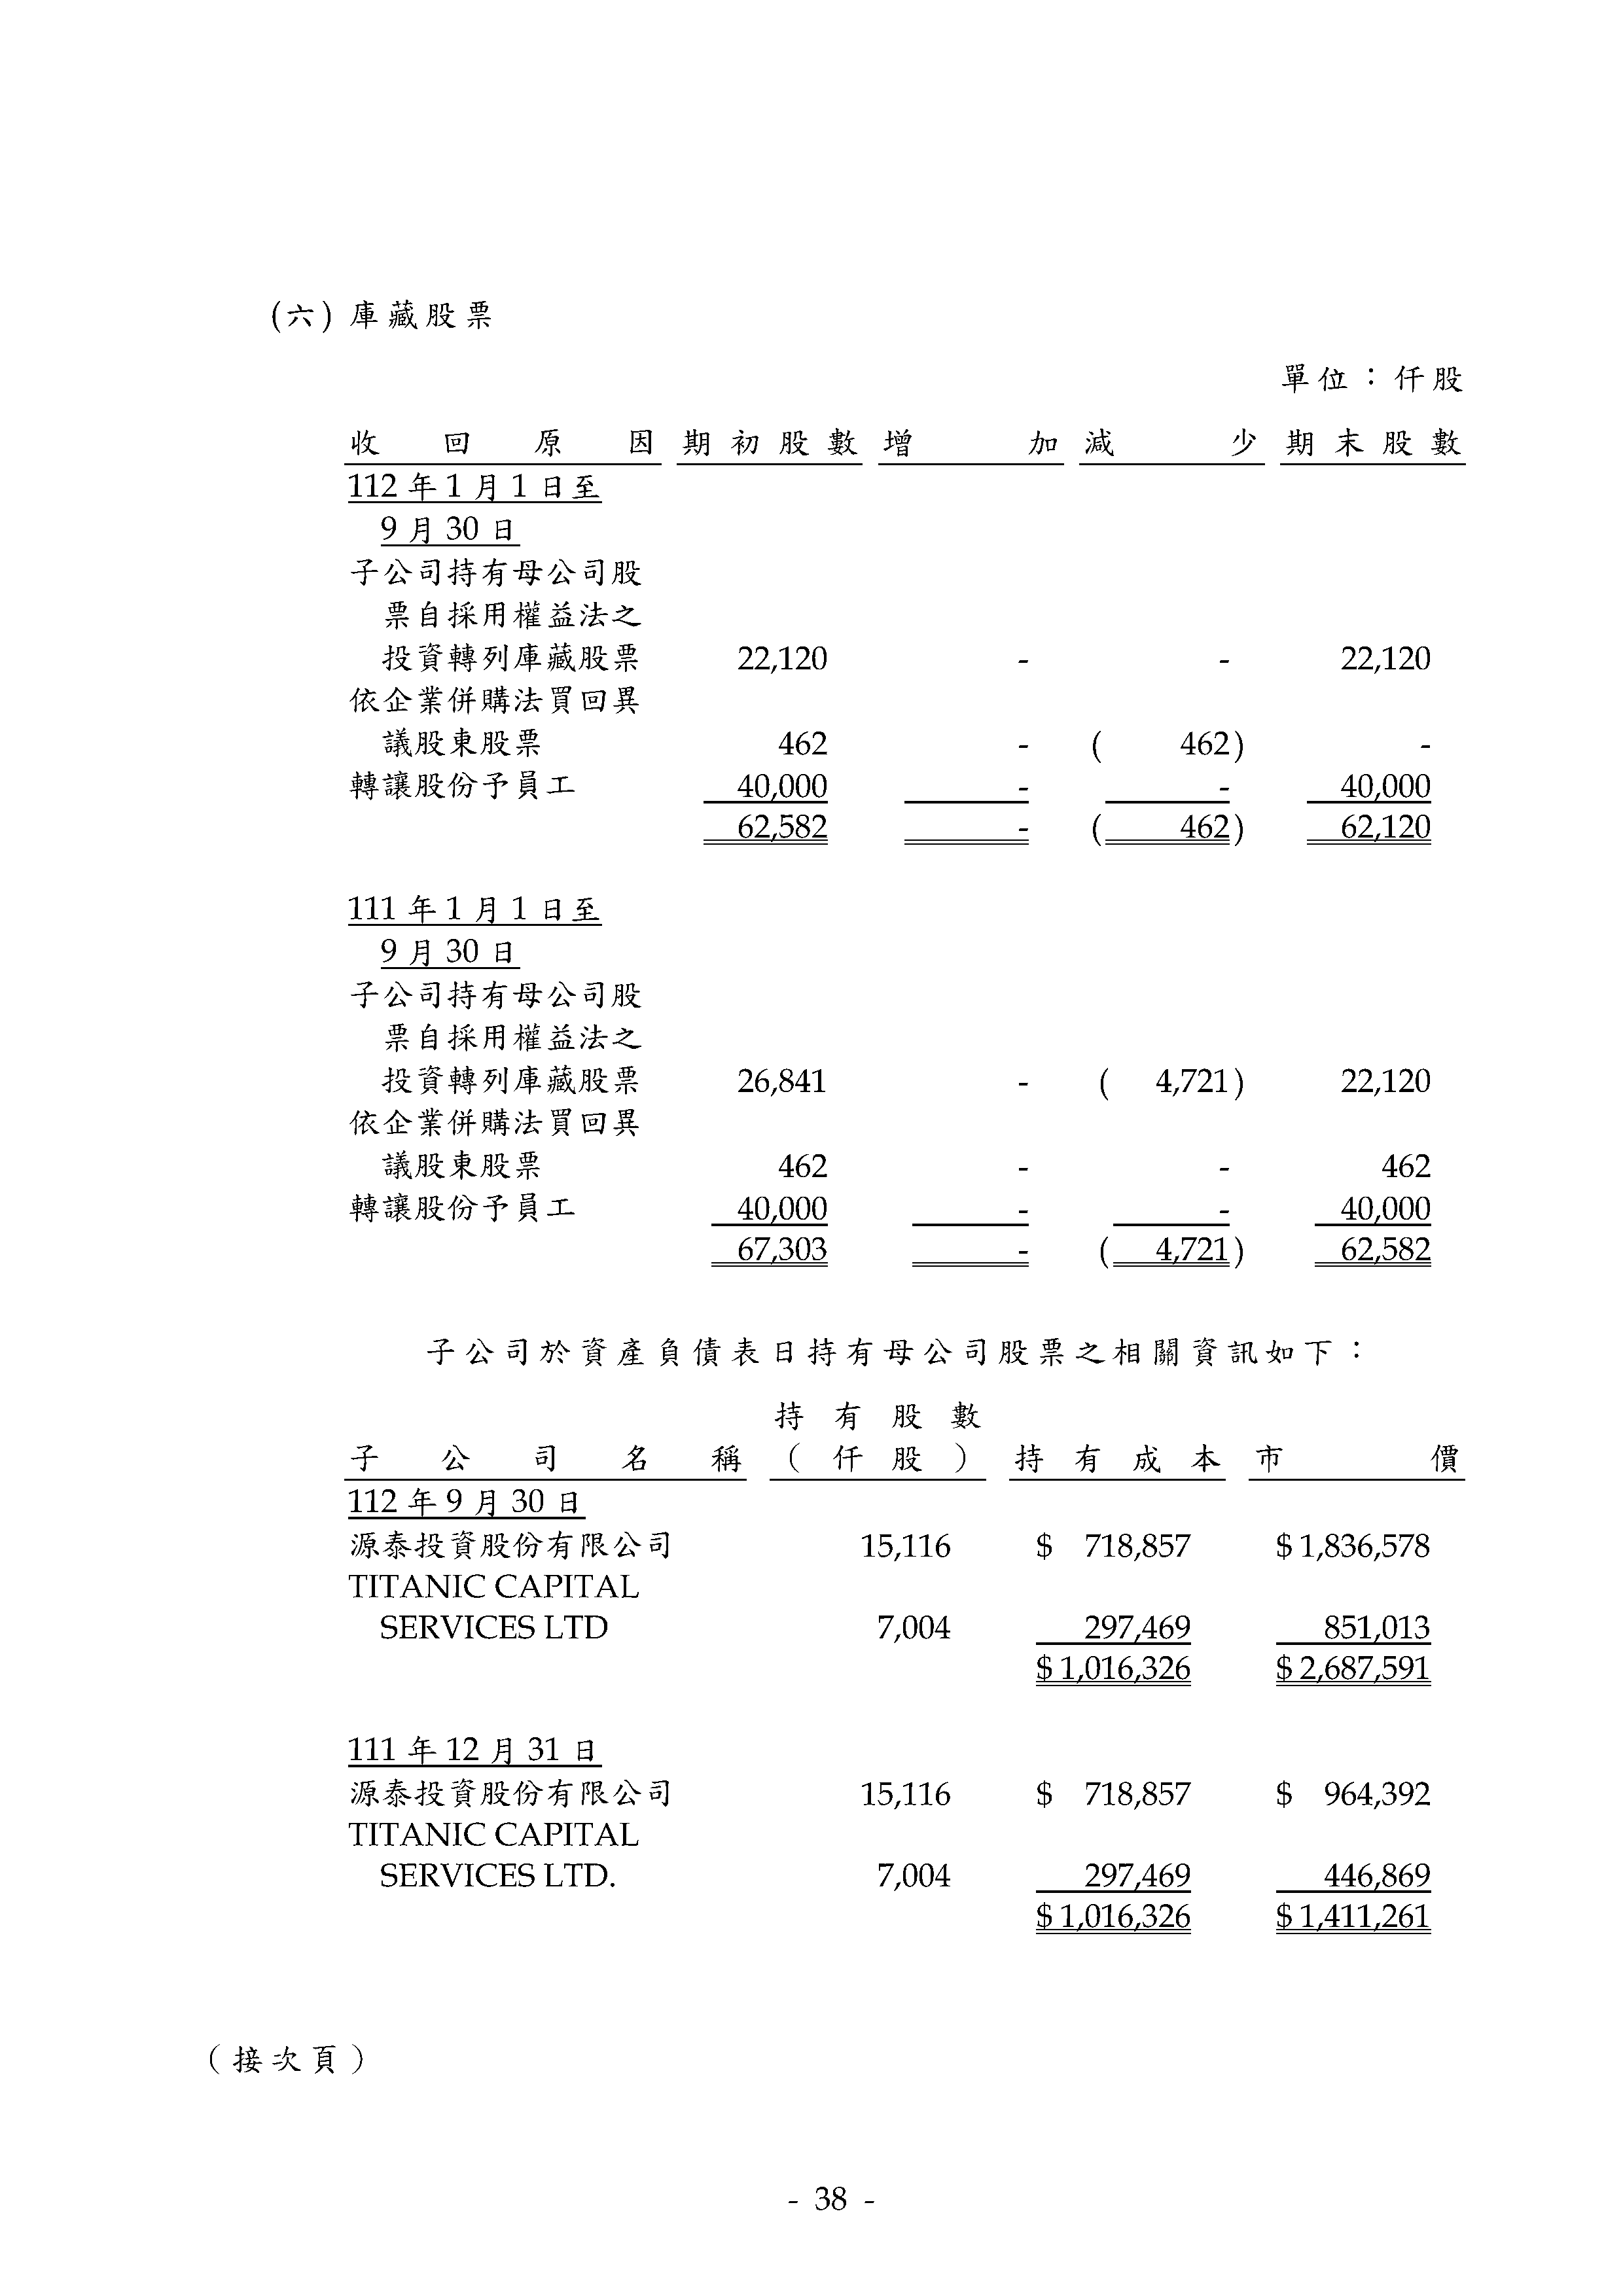 (六) 庫藏股票
單位：仟股
收回原因 期初股數 增加 減少 期末股數
112 年 1 月 1 日至
9 月 30 日
子公司持有母公司股
票自採用權益法之
投資轉列庫藏股票 22,120 - - 22,120
依企業併購法買回異
議股東股票 462 - ( 462) -
轉讓股份予員工 40,000 - - 40,000
62,582 - ( 462) 62,120
111 年 1 月 1 日至
9 月 30 日
子公司持有母公司股
票自採用權益法之
投資轉列庫藏股票 26,841 - ( 4,721) 22,120
依企業併購法買回異
議股東股票 462 - - 462
轉讓股份予員工 40,000 - - 40,000
67,303 - ( 4,721) 62,582
子公司於資產負債表日持有母公司股票之相關資訊如下：
持有股數
子公司名稱 （仟股） 持有成本 市價
112 年 9 月 30 日
源泰投資股份有限公司 15,116 $ 718,857 $ 1,836,578
TITANIC CAPITAL
SERVICES LTD 7,004 297,469 851,013
$ 1,016,326 $ 2,687,591
111 年 12 月 31 日
源泰投資股份有限公司 15,116 $ 718,857 $ 964,392
TITANIC CAPITAL
SERVICES LTD. 7,004 297,469 446,869
$ 1,016,326 $ 1,411,261
（接次頁）
- 38 -